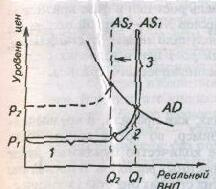 Уровень цен
AS₂ AS₁
3
P₂
AD
P₁
1
2
Q₂ Q₁ Реальный
ВНП